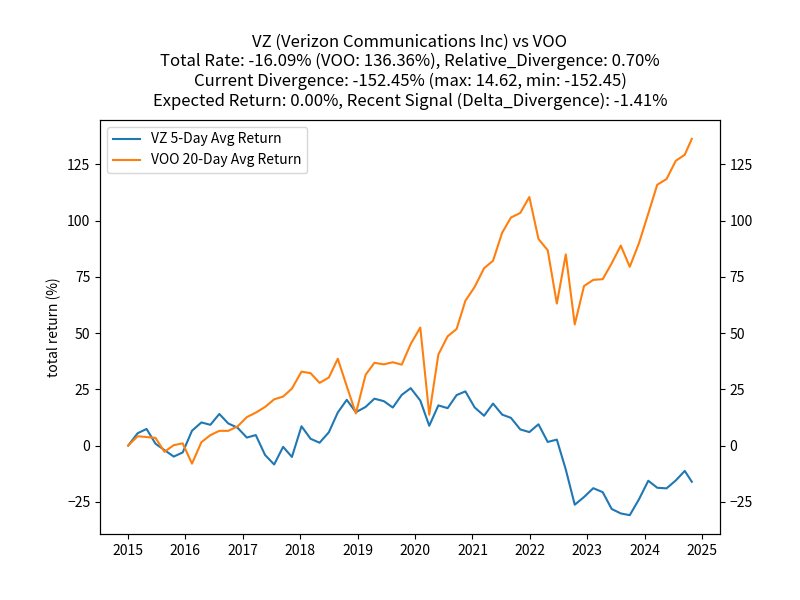 VZ (Verizon Communications Inc) vs VOO
Total Rate: -16.09% (VOO: 136.36%), Relative_Divergence: 0.70%
Current Divergence: -152.45% (max: 14.62, min: -152.45)
Expected Return: 0.00%, Recent Signal (Delta_Divergence): -1.41%
VZ 5-Day Avg Return
VOO 20-Day Avg Return
total return (%)
125 125
100 100
75 75
50 50
25 25
0 0
−25 −25
2015 2016 2017 2018 2019 2020 2021 2022 2023 2024 2025